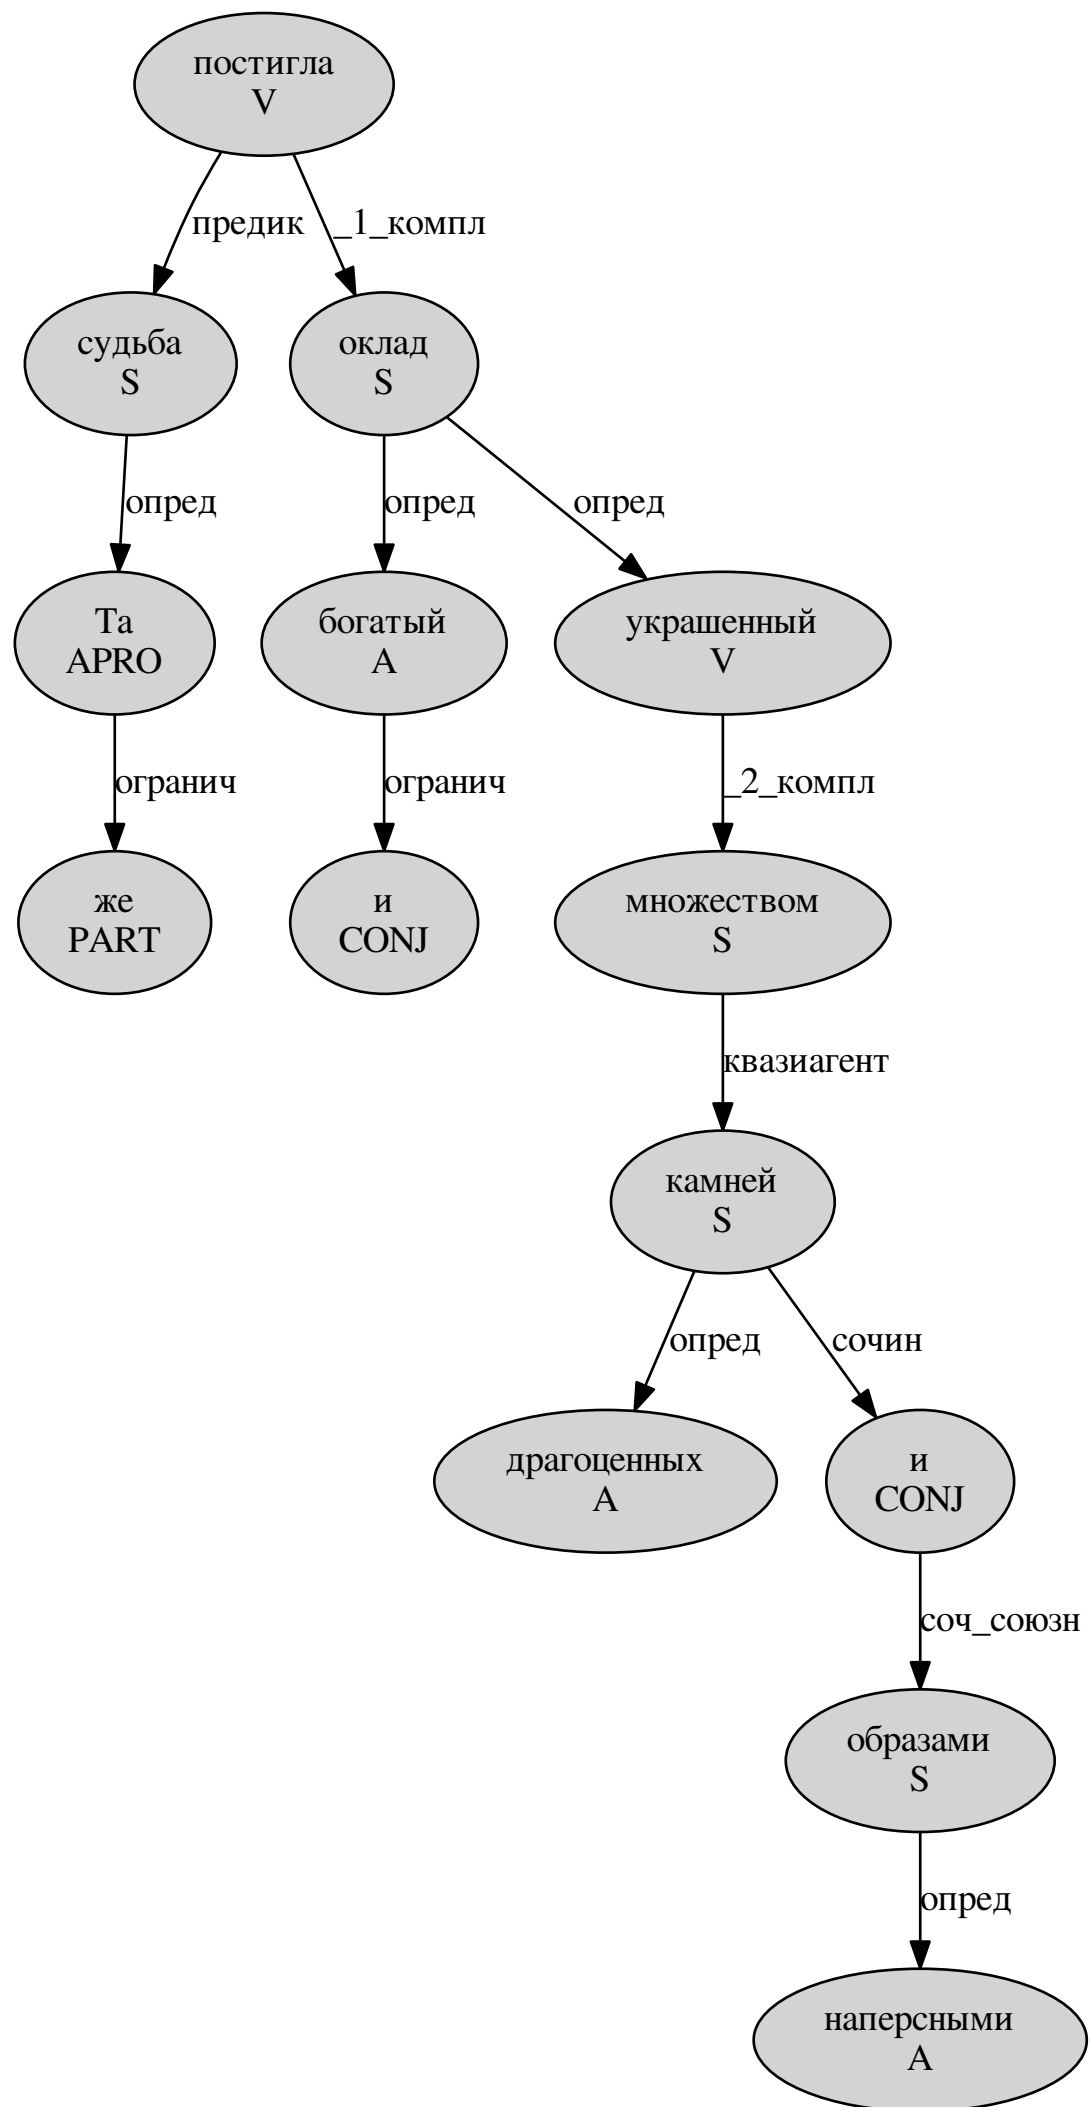 постигла
V
предик
_1_компл
судьба
S
оклад
S
опред
опред
опред
Та
APRO
богатый
A
украшенный
V
огранич
огранич
_2_компл
же
PART
и
CONJ
множеством
S
квазиагент
камней
S
опред
сочин
драгоценных
A
и
CONJ
соч_союзн
образами
S
опред
наперсными
A